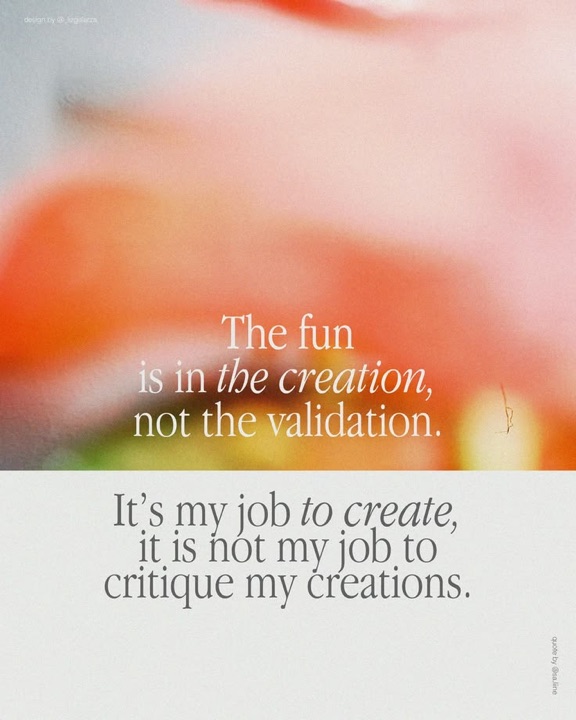 The fun
is in the creation,
not the validation.
It's my job to create,
it is not my job to
critique my creations.